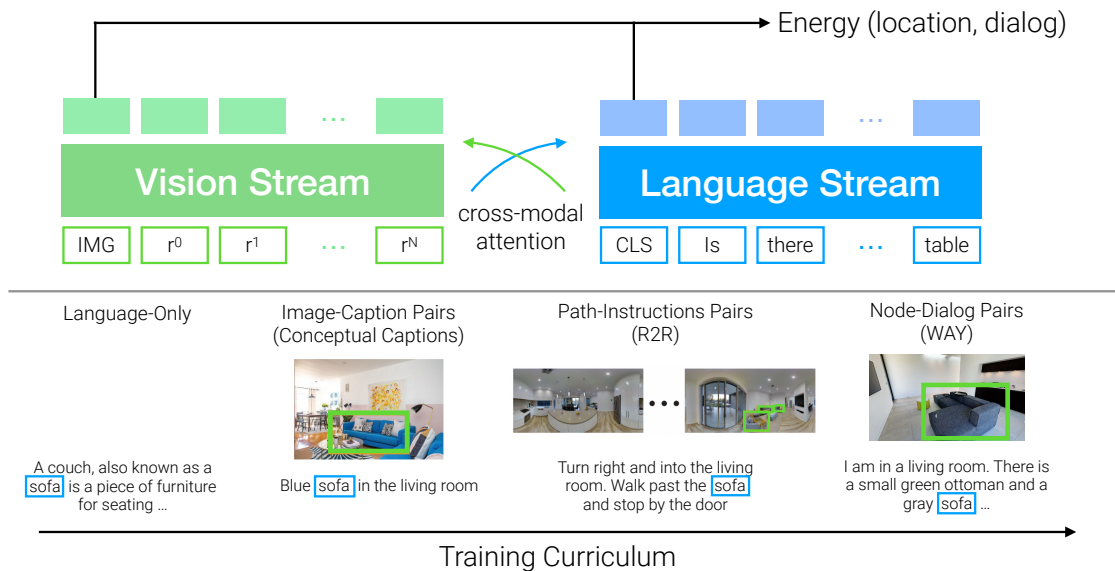 Energy (location, dialog)
...
...
Vision Stream
Language Stream
cross-modal
attention
IMG r⁰ r¹ ... rᴺ
CLS Is there ... table
Language-Only
Image-Caption Pairs
(Conceptual Captions)
Path-Instructions Pairs
(R2R)
Node-Dialog Pairs
(WAY)
...
A couch, also known as a
sofa is a piece of furniture
for seating ...
Blue sofa in the living room
Turn right and into the living
room. Walk past the sofa
and stop by the door
I am in a living room. There is
a small green ottoman and a
gray sofa ...
Training Curriculum